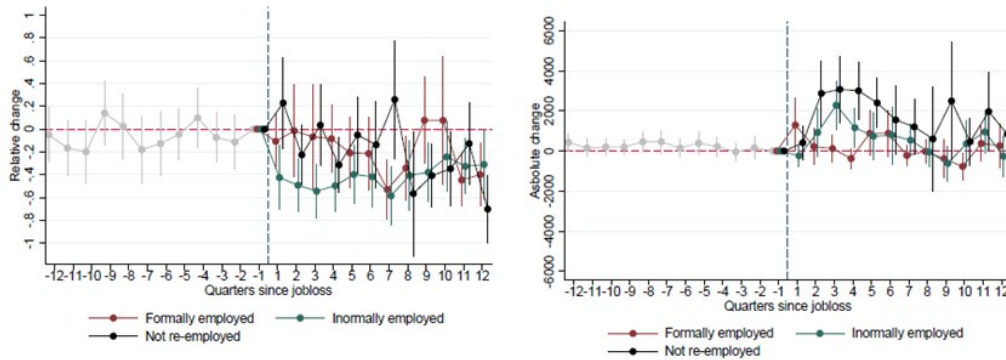 Relative change
1
.8
.6
.4
.2
0
-.2
-.4
-.6
-.8
-1
-12-11-10 -9 -8 -7 -6 -5 -4 -3 -2 -1 1 2 3 4 5 6 7 8 9 10 11 12
Quarters since jobloss
Formally employed Inormally employed
Not re-employed
Asbolute change
6000
4000
2000
0
-2000
-4000
-6000
-12-11-10 -9 -8 -7 -6 -5 -4 -3 -2 -1 1 2 3 4 5 6 7 8 9 10 11 12
Quarters since jobloss
Formally employed Inormally employed
Not re-employed